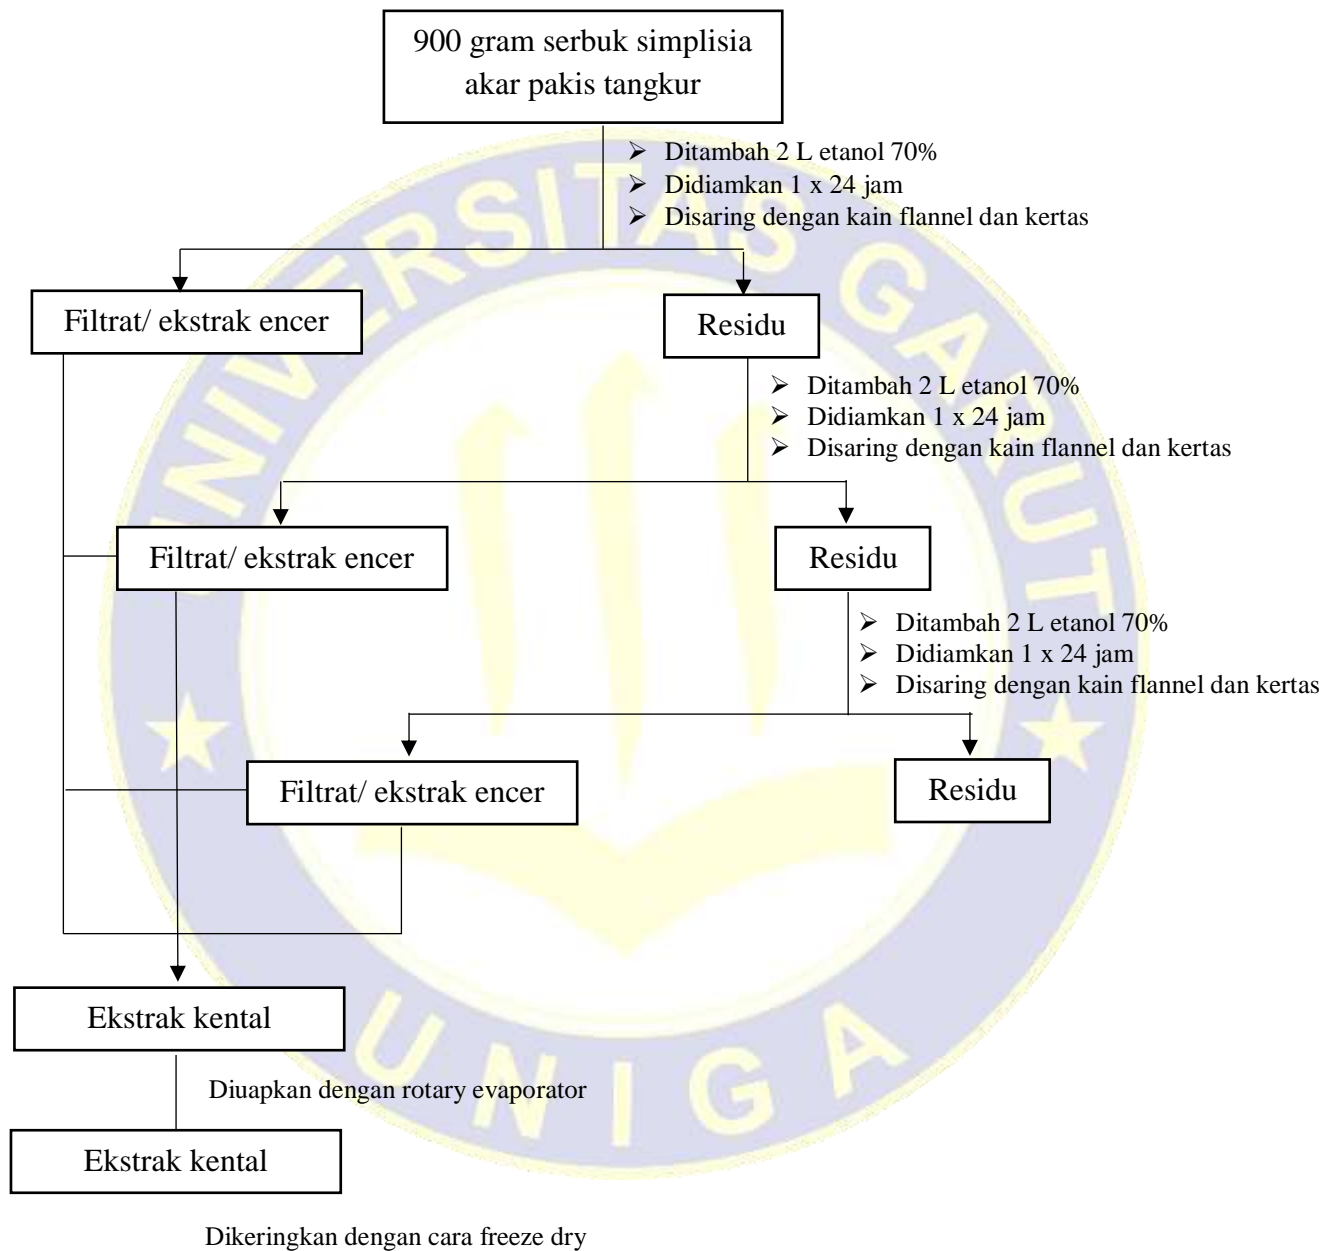 900 gram serbuk simplisia
akar pakis tangkur
➢ Ditambah 2 L etanol 70%
➢ Didiamkan 1 x 24 jam
➢ Disaring dengan kain flannel dan kertas
Filtrat/ ekstrak encer
Residu
➢ Ditambah 2 L etanol 70%
➢ Didiamkan 1 x 24 jam
➢ Disaring dengan kain flannel dan kertas
Filtrat/ ekstrak encer
Residu
➢ Ditambah 2 L etanol 70%
➢ Didiamkan 1 x 24 jam
➢ Disaring dengan kain flannel dan kertas
Filtrat/ ekstrak encer
Residu
Ekstrak kental
Diuapkan dengan rotary evaporator
Ekstrak kental
Dikeringkan dengan cara freeze dry
UNIVERSITAS GARUT
UNIGA